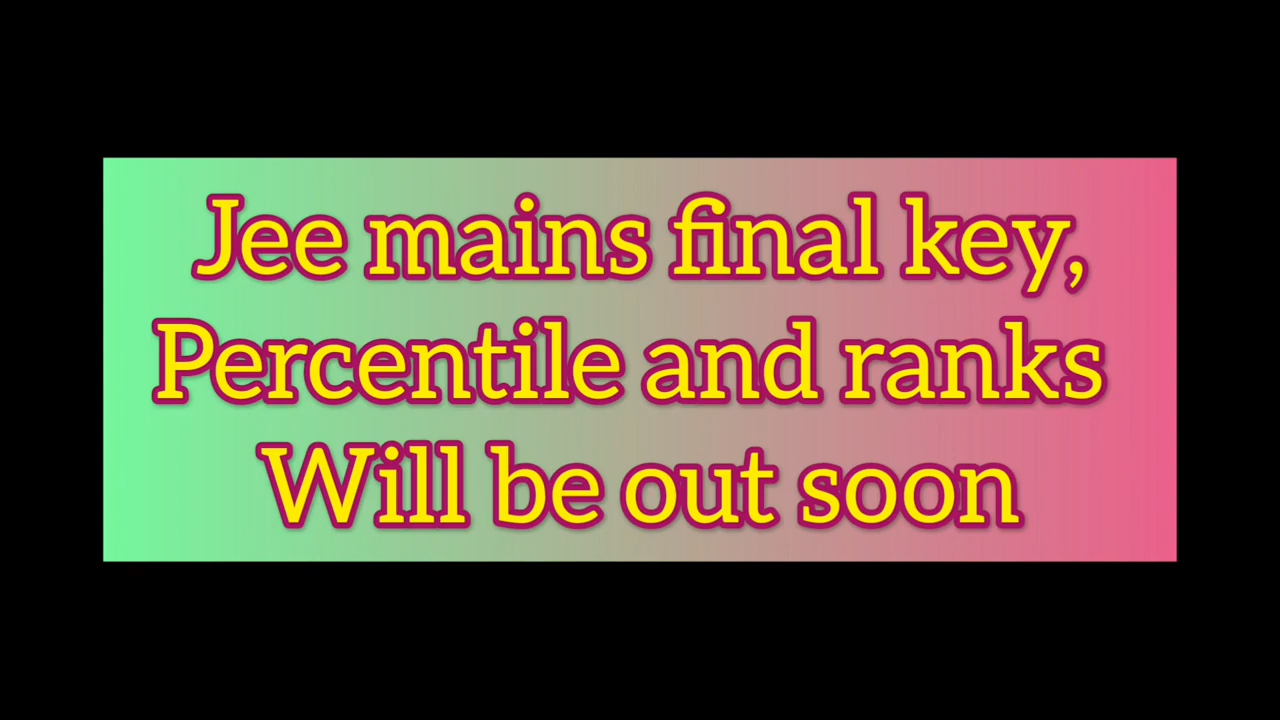 Jee mains final key,
Percentile and ranks
Will be out soon